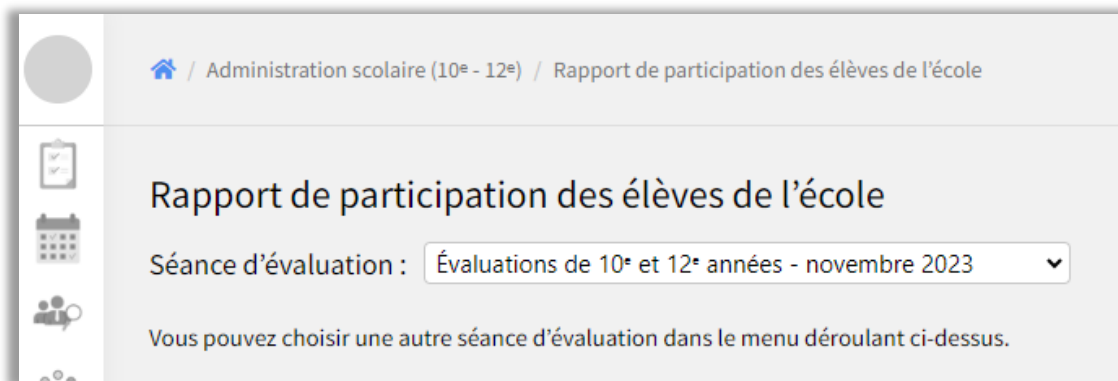 / Administration scolaire (10ᵉ - 12ᵉ) / Rapport de participation des élèves de l’école
Rapport de participation des élèves de l’école
Séance d’évaluation : Évaluations de 10ᵉ et 12ᵉ années - novembre 2023
Vous pouvez choisir une autre séance d’évaluation dans le menu déroulant ci-dessus.